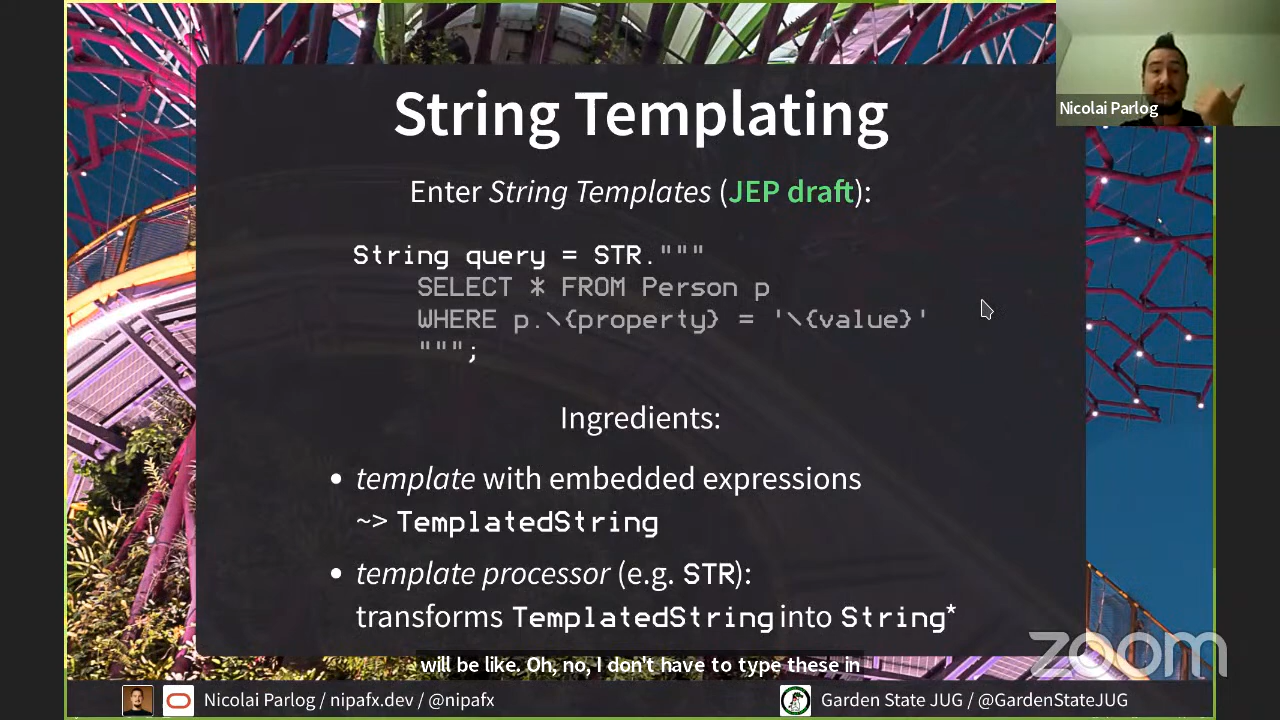 String Templating
Nicolai Parlog
Enter String Templates (JEP draft):
String query = STR."""
SELECT * FROM Person p
WHERE p.\{property} = '\{value}'
""";
Ingredients:
• template with embedded expressions
~> TemplatedString
• template processor (e.g. STR):
transforms TemplatedString into String*
will be like. Oh, no, I don't have to type these in
zoom
Nicolai Parlog / nipafx.dev / @nipafx
Garden State JUG / @GardenStateJUG